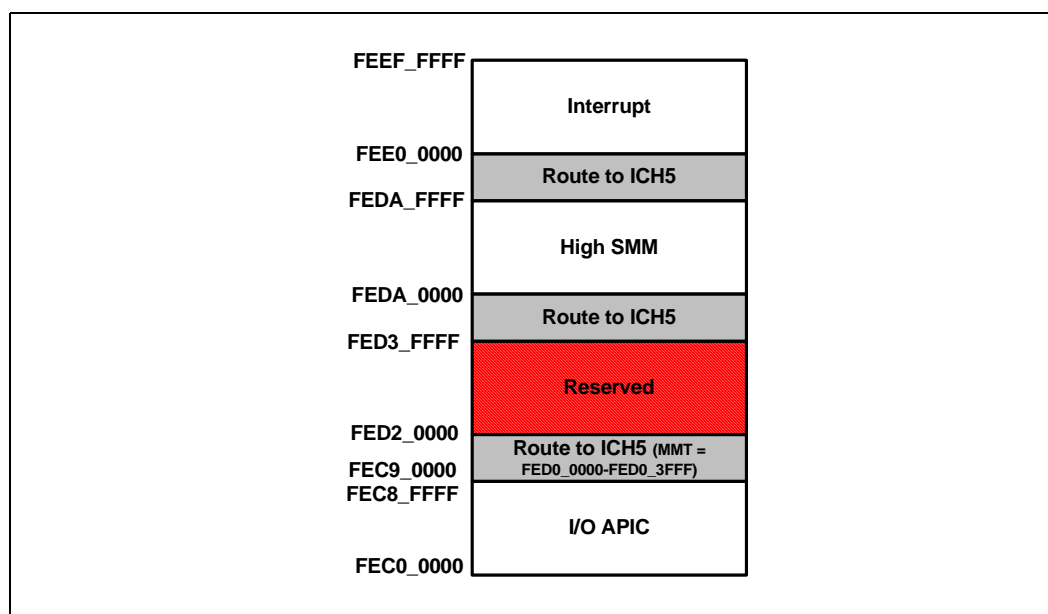 FEEF_FFFF
Interrupt
FEE0_0000
Route to ICH5
FEDA_FFFF
High SMM
FEDA_0000
Route to ICH5
FED3_FFFF
Reserved
FED2_0000
Route to ICH5 (MMT =
FED0_0000-FED0_3FFF)
FEC9_0000
FEC8_FFFF
I/O APIC
FEC0_0000